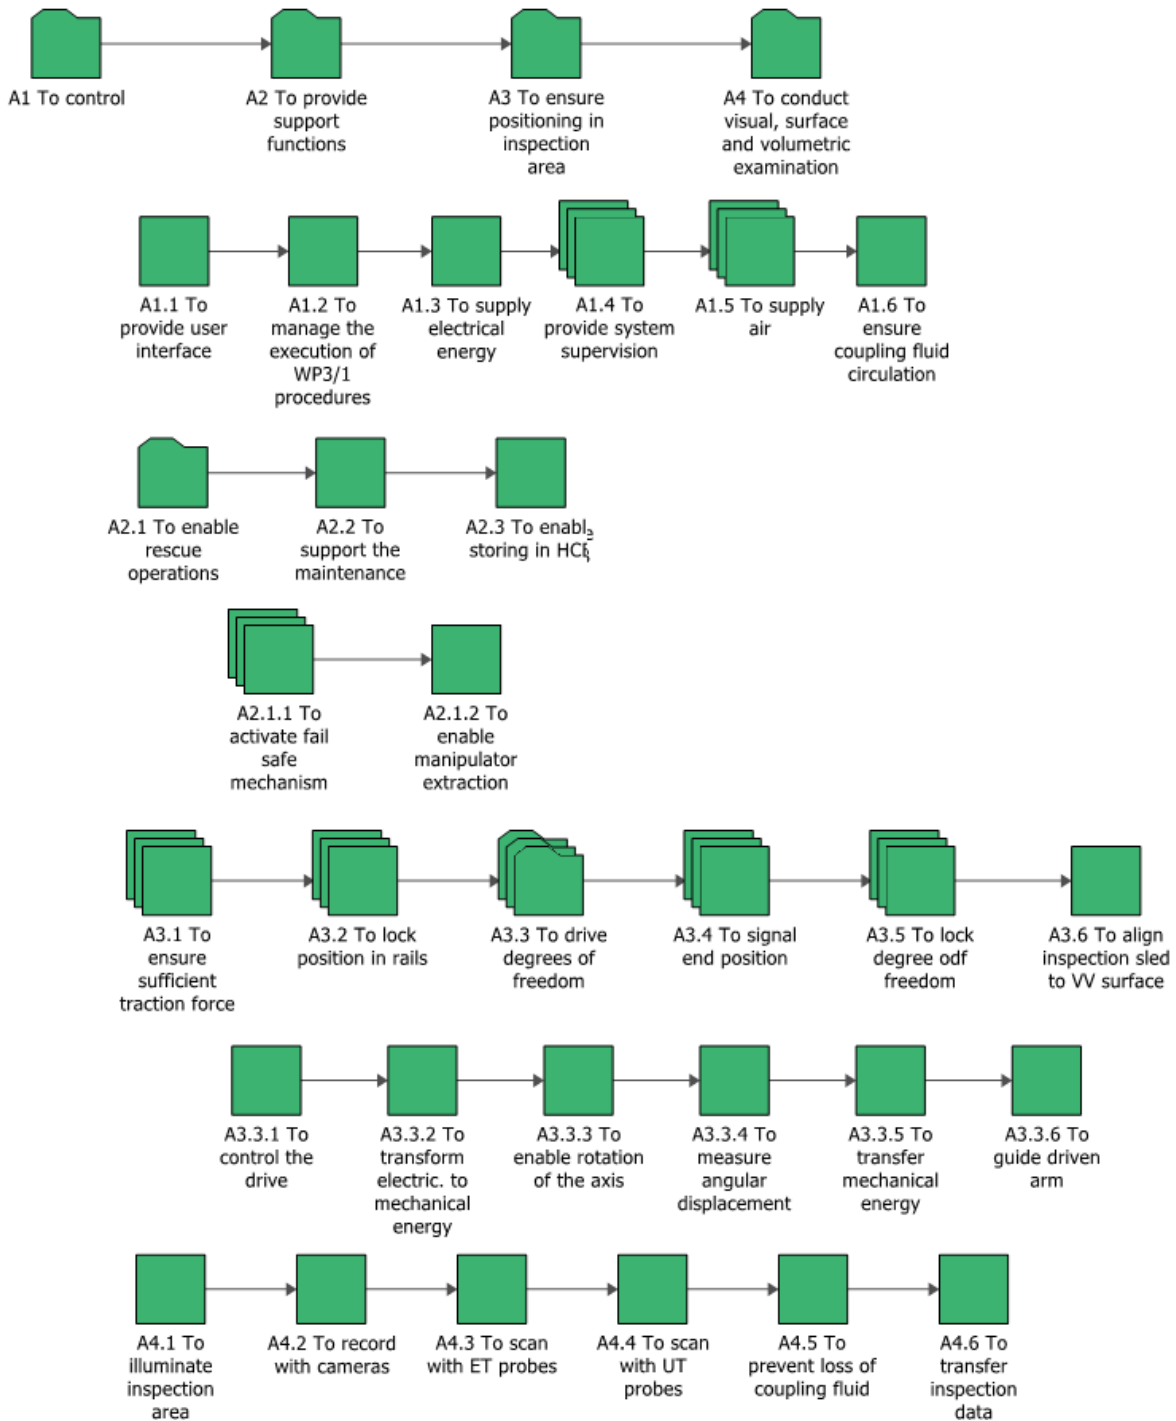 A1 To control
A2 To provide
support
functions
A3 To ensure
positioning in
inspection
area
A4 To conduct
visual, surface
and volumetric
examination
A1.1 To
provide user
interface
A1.2 To
manage the
execution of
WP3/1
procedures
A1.3 To supply
electrical
energy
A1.4 To
provide system
supervision
A1.5 To supply
air
A1.6 To
ensure
coupling fluid
circulation
A2.1 To enable
rescue
operations
A2.2 To
support the
maintenance
A2.3 To enable
storing in
A2.1.1 To
activate fail
safe
mechanism
A2.1.2 To
enable
manipulator
extraction
A3.1 To
ensure
sufficient
traction force
A3.2 To lock
position in rails
A3.3 To drive
degrees of
freedom
A3.4 To signal
end position
A3.5 To lock
degree odf
freedom
A3.6 To align
inspection sled
to VV surface
A3.3.1 To
control the
drive
A3.3.2 To
transform
electric. to
mechanical
energy
A3.3.3 To
enable rotation
of the axis
A3.3.4 To
measure
angular
displacement
A3.3.5 To
transfer
mechanical
energy
A3.3.6 To
guide driven
arm
A4.1 To
illuminate
inspection
area
A4.2 To record
with cameras
A4.3 To scan
with ET probes
A4.4 To scan
with UT
probes
A4.5 To
prevent loss of
coupling fluid
A4.6 To
transfer
inspection
data